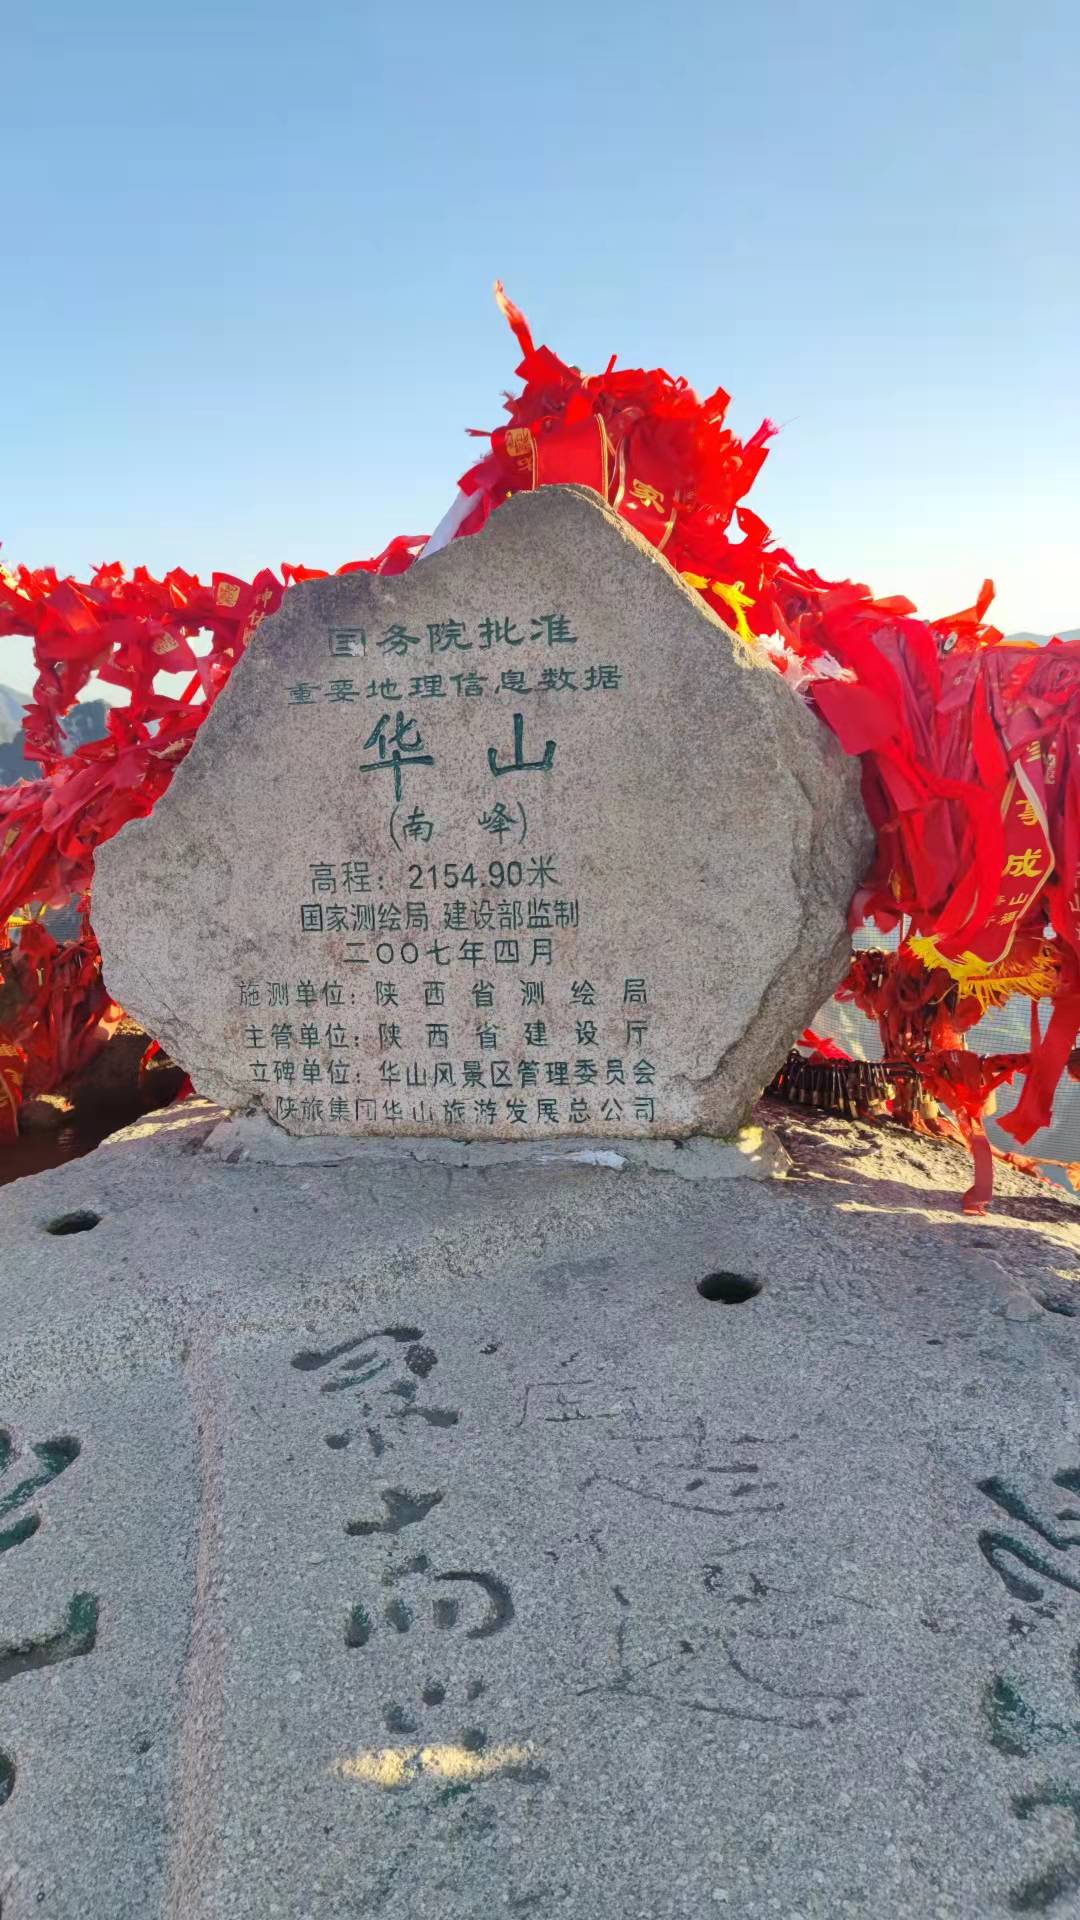 国务院批准
重要地理信息数据
华山
(南峰)
高程：2154.90米
国家测绘局 建设部监制
二〇〇七年四月
施测单位：陕西省测绘局
主管单位：陕西省建设厅
立碑单位：华山风景区管理委员会
陕旅集团华山旅游发展总公司
家
事成